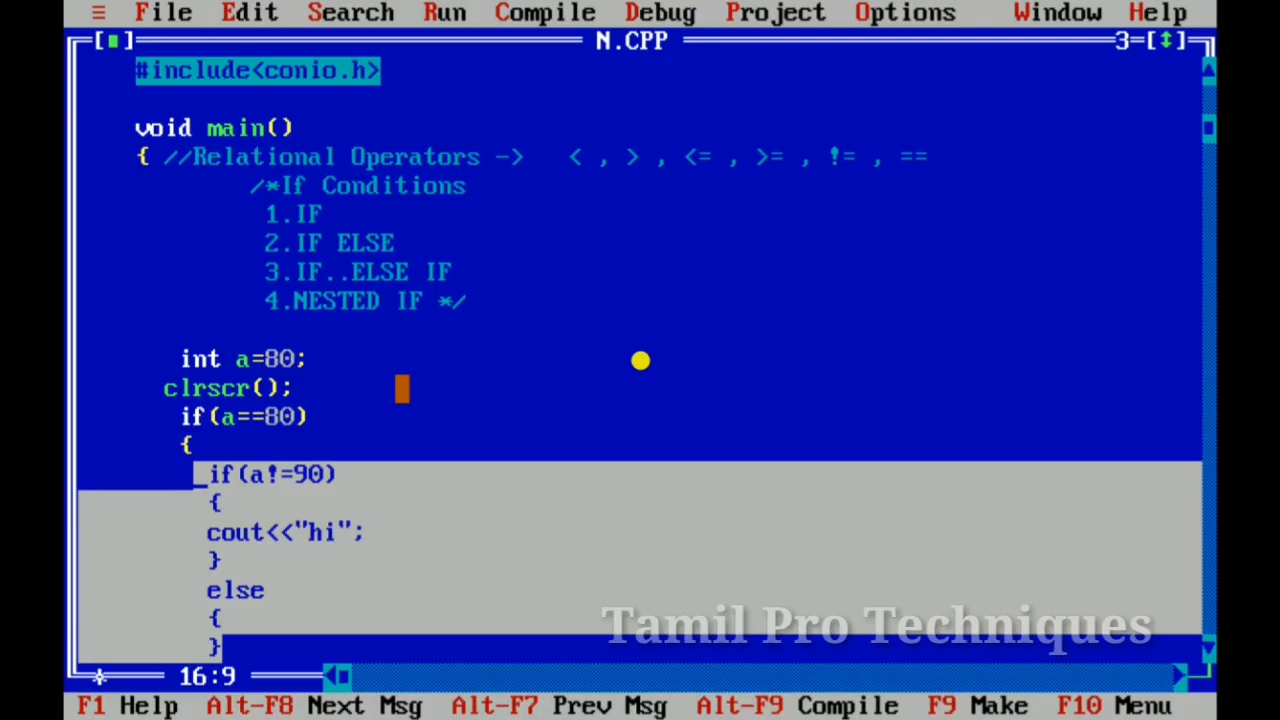 ≡ File Edit Search Run Compile Debug Project Options Window Help
N.CPP 3
#include<conio.h>
void main()
{ //Relational Operators -> < , > , <= , >= , != , ==
/*If Conditions
1.IF
2.IF ELSE
3.IF..ELSE IF
4.NESTED IF */
int a=80;
clrscr();
if(a==80)
{
if(a!=90)
{
cout<<"hi";
}
else
{
Tamil Pro Techniques
}
16:9
F1 Help Alt-F8 Next Msg Alt-F7 Prev Msg Alt-F9 Compile F9 Make F10 Menu